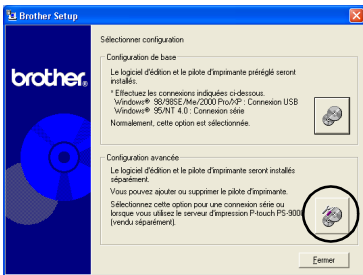 Brother Setup
Sélectionner configuration
brother®
Configuration de base
Le logiciel d'édition et le pilote d'imprimante préréglé seront
installés.
* Effectuez les connexions indiquées ci-dessous.
Windows® 98/98SE/Me/2000 Pro/XP : Connexion USB
Windows® 95/NT 4.0 : Connexion série
Normalement, cette option est sélectionnée.
Configuration avancée
Le logiciel d'édition et le pilote d'imprimante seront installés
séparément.
Vous pouvez ajouter ou supprimer le pilote d'imprimante.
Sélectionnez cette option pour une connexion série ou
lorsque vous utilisez le serveur d'impression P-touch PS-9000
(vendu séparément).
Fermer